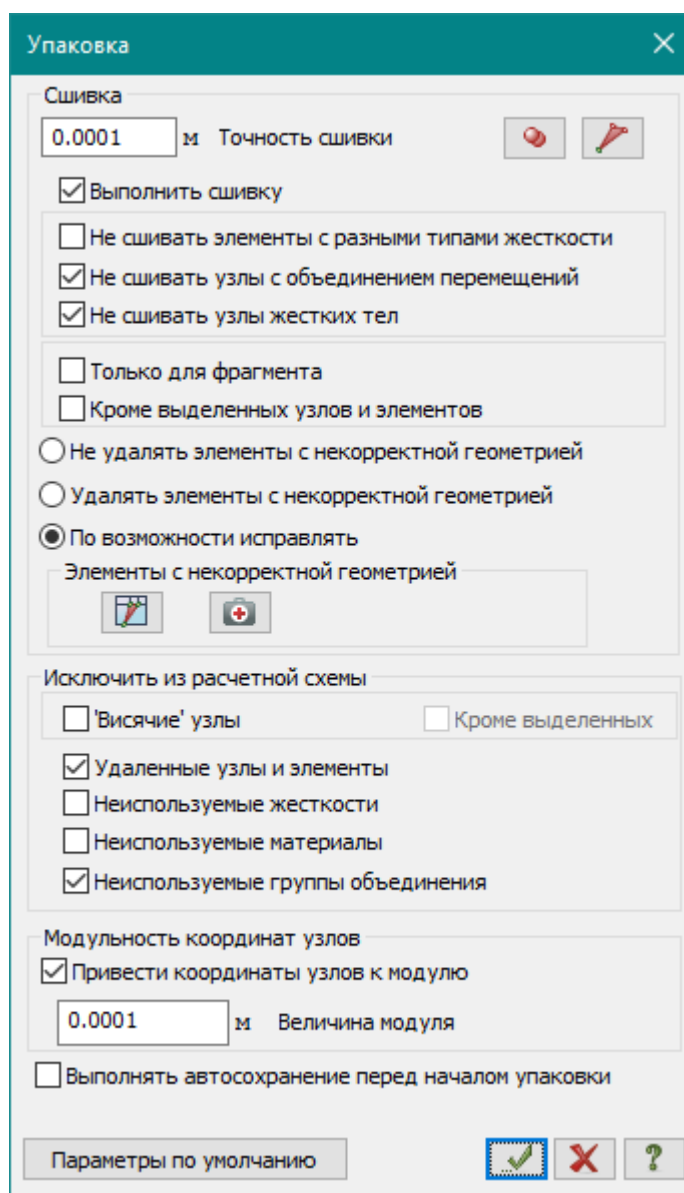 Упаковка
Сшивка
0.0001 м Точность сшивки
Выполнить сшивку
Не сшивать элементы с разными типами жесткости
Не сшивать узлы с объединением перемещений
Не сшивать узлы жестких тел
Только для фрагмента
Кроме выделенных узлов и элементов
Не удалять элементы с некорректной геометрией
Удалять элементы с некорректной геометрией
По возможности исправлять
Элементы с некорректной геометрией
Исключить из расчетной схемы
'Висячие' узлы Кроме выделенных
Удаленные узлы и элементы
Неиспользуемые жесткости
Неиспользуемые материалы
Неиспользуемые группы объединения
Модульность координат узлов
Привести координаты узлов к модулю
0.0001 м Величина модуля
Выполнять автосохранение перед началом упаковки
Параметры по умолчанию ?